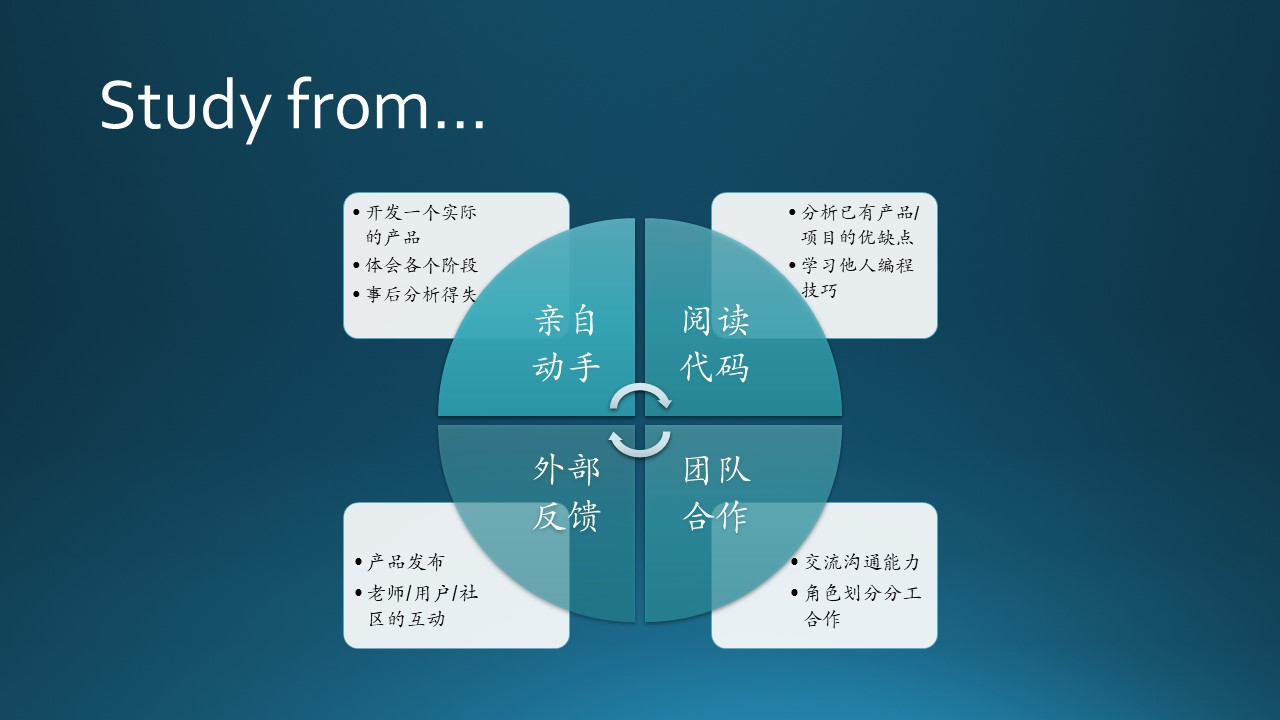 Study from…
• 开发一个实际
的产品
• 体会各个阶段
• 事后分析得失
• 分析已有产品/
项目的优缺点
• 学习他人编程
技巧
亲自
动手
阅读
代码
外部
反馈
团队
合作
• 产品发布
• 老师/用户/社
区的互动
• 交流沟通能力
• 角色划分分工
合作